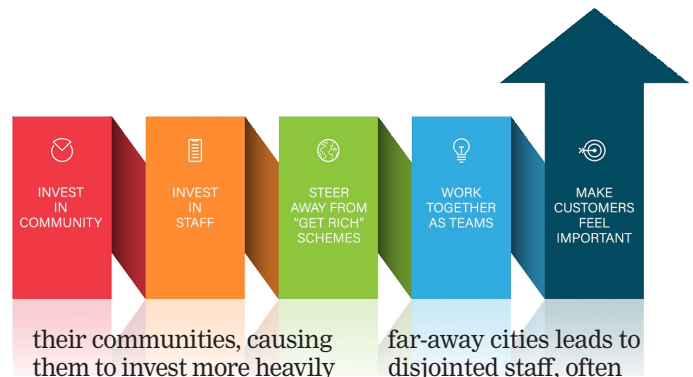 INVEST
IN
COMMUNITY
INVEST
IN
STAFF
STEER
AWAY FROM
"GET RICH"
SCHEMES
WORK
TOGETHER
AS TEAMS
MAKE
CUSTOMERS
FEEL
IMPORTANT
their communities, causing
them to invest more heavily
far-away cities leads to
disjointed staff, often